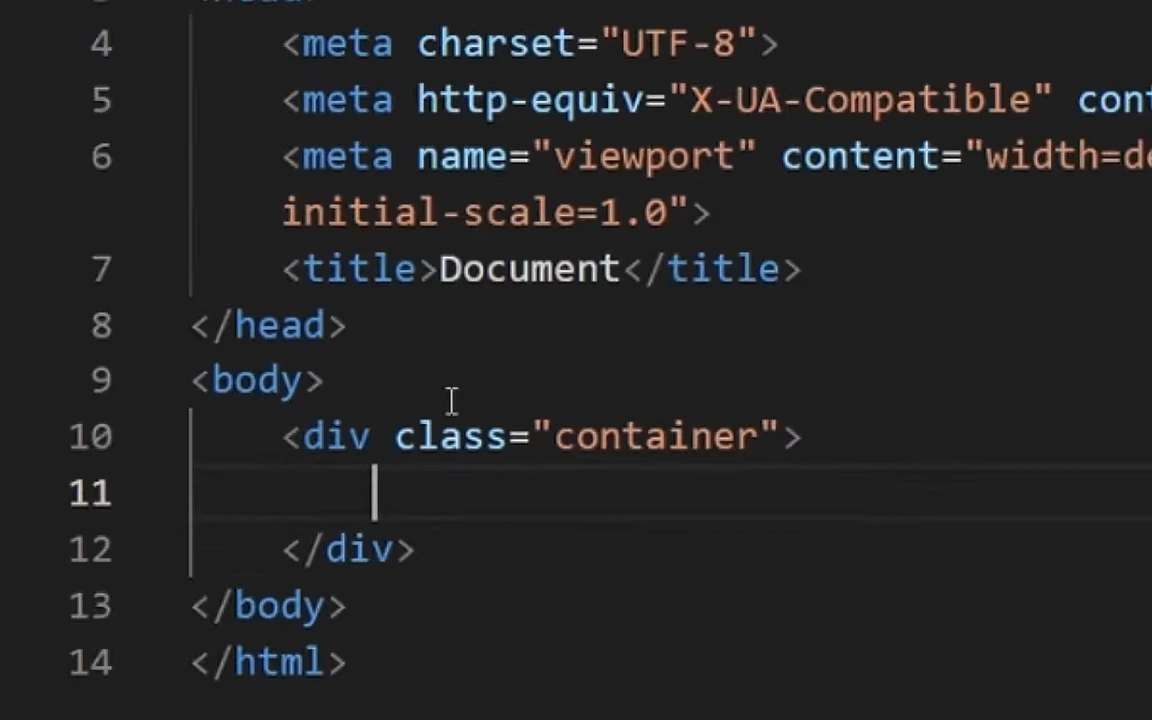 4 <meta charset="UTF-8">
5 <meta http-equiv="X-UA-Compatible" cont
6 <meta name="viewport" content="width=de
initial-scale=1.0">
7 <title>Document</title>
8 </head>
9 <body>
10 <div class="container">
11
12 </div>
13 </body>
14 </html>